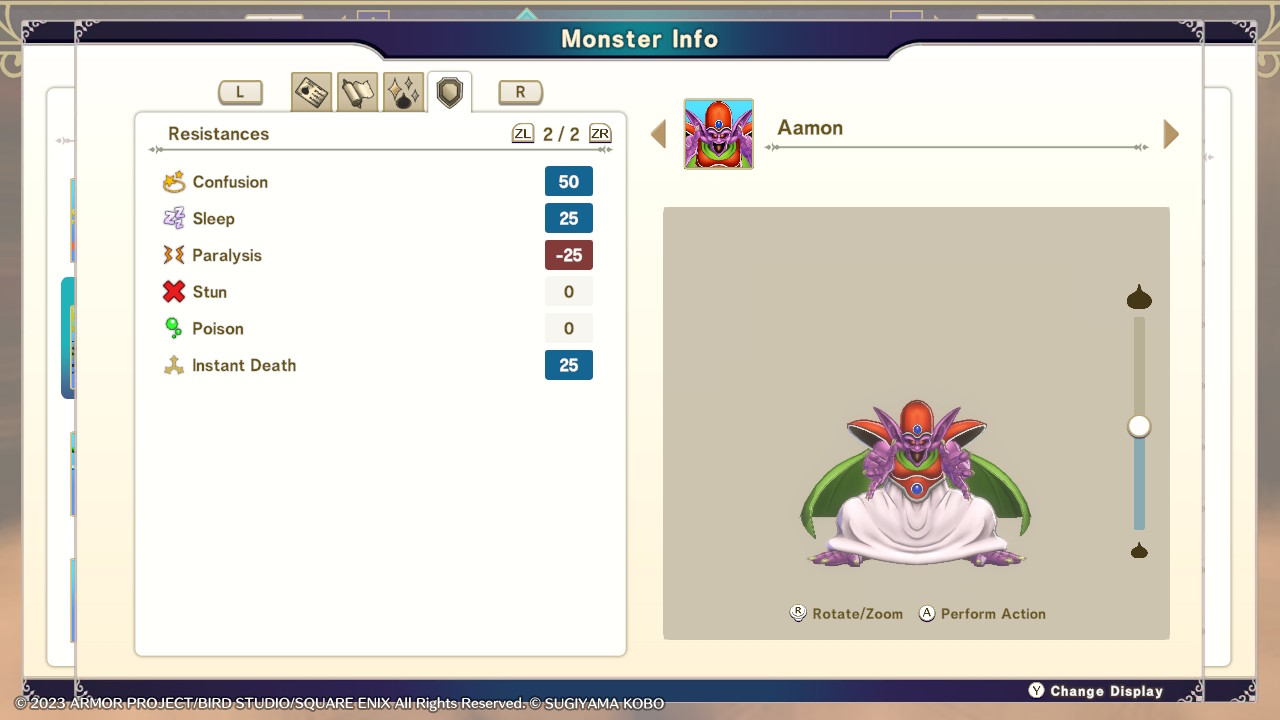 Monster Info
L
R
Resistances
ZL 2 / 2 ZR
Confusion 50
Sleep 25
Paralysis -25
Stun 0
Poison 0
Instant Death 25
Aamon
R Rotate/Zoom A Perform Action
Y Change Display
© 2023 ARMOR PROJECT/BIRD STUDIO/SQUARE ENIX All Rights Reserved. © SUGIYAMA KOBO